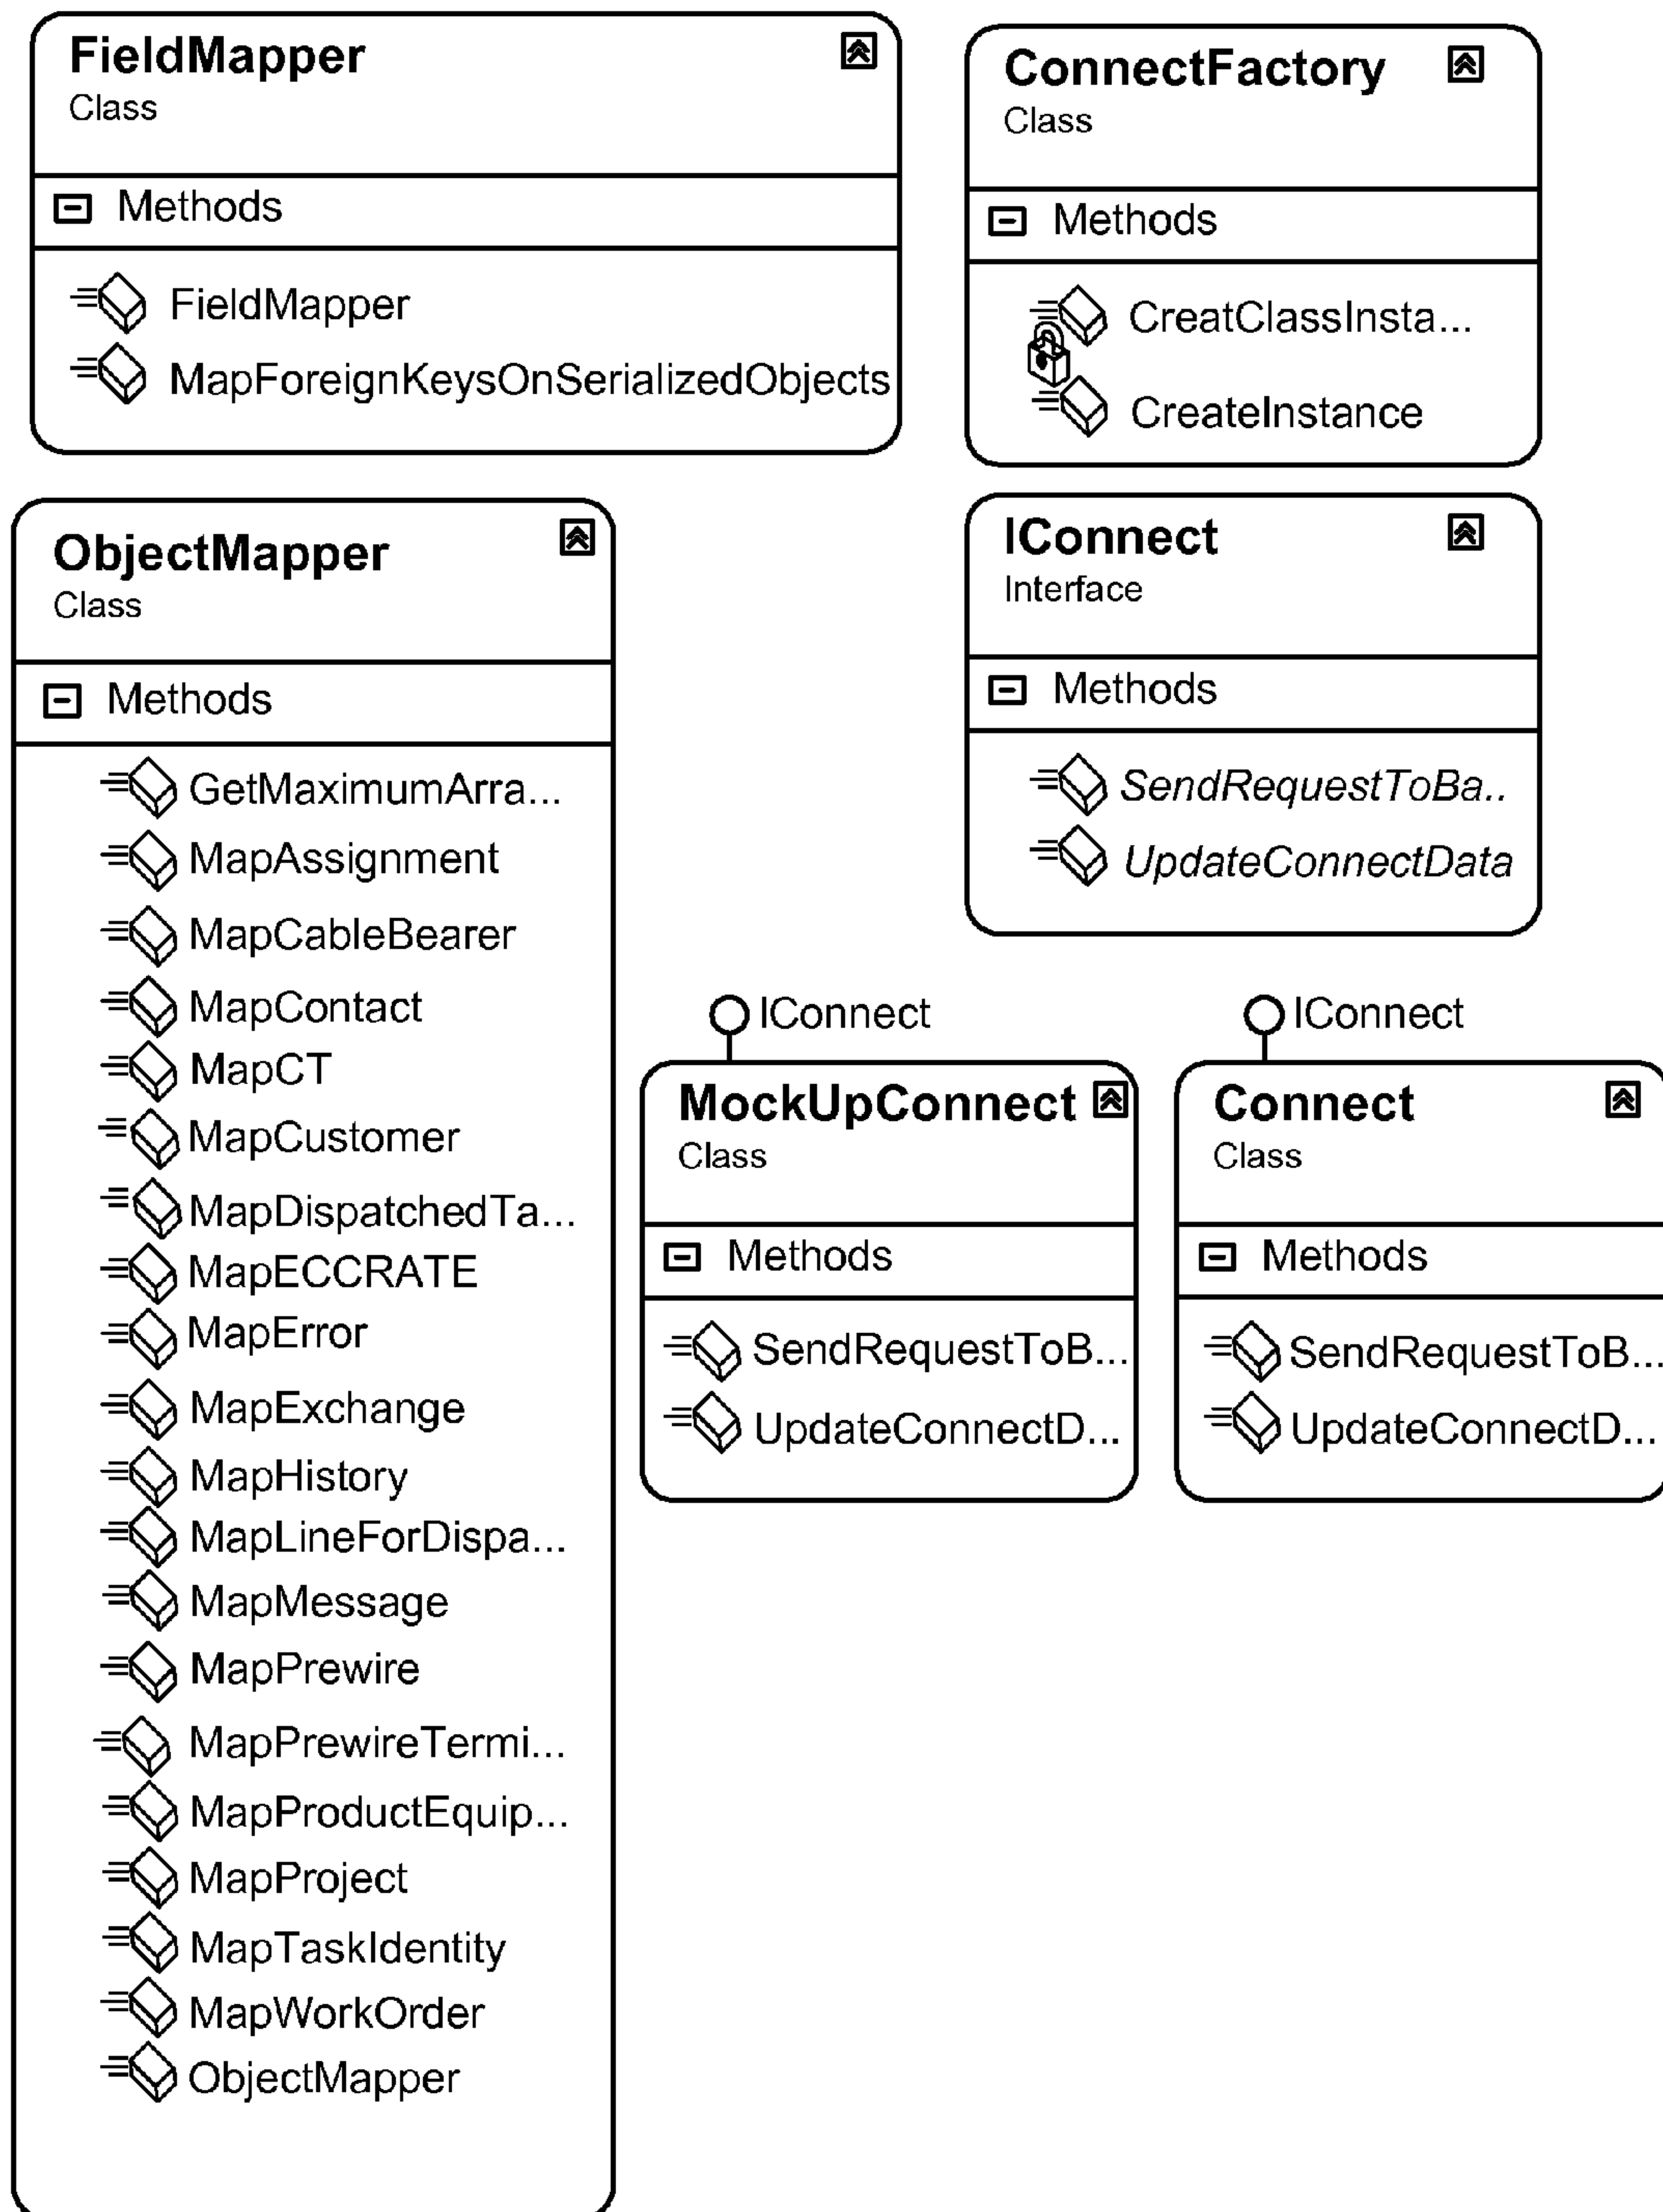 FieldMapper
Class
Methods
FieldMapper
MapForeignKeysOnSerializedObjects
ConnectFactory
Class
Methods
CreatClassInsta...
CreateInstance
ObjectMapper
Class
Methods
GetMaximumArra...
MapAssignment
MapCableBearer
MapContact
MapCT
MapCustomer
MapDispatchedTa...
MapECCRATE
MapError
MapExchange
MapHistory
MapLineForDispa...
MapMessage
MapPrewire
MapPrewireTermi...
MapProductEquip...
MapProject
MapTaskIdentity
MapWorkOrder
ObjectMapper
IConnect
Interface
Methods
SendRequestToBa..
UpdateConnectData
IConnect
MockUpConnect
Class
Methods
SendRequestToB...
UpdateConnectD...
IConnect
Connect
Class
Methods
SendRequestToB...
UpdateConnectD...